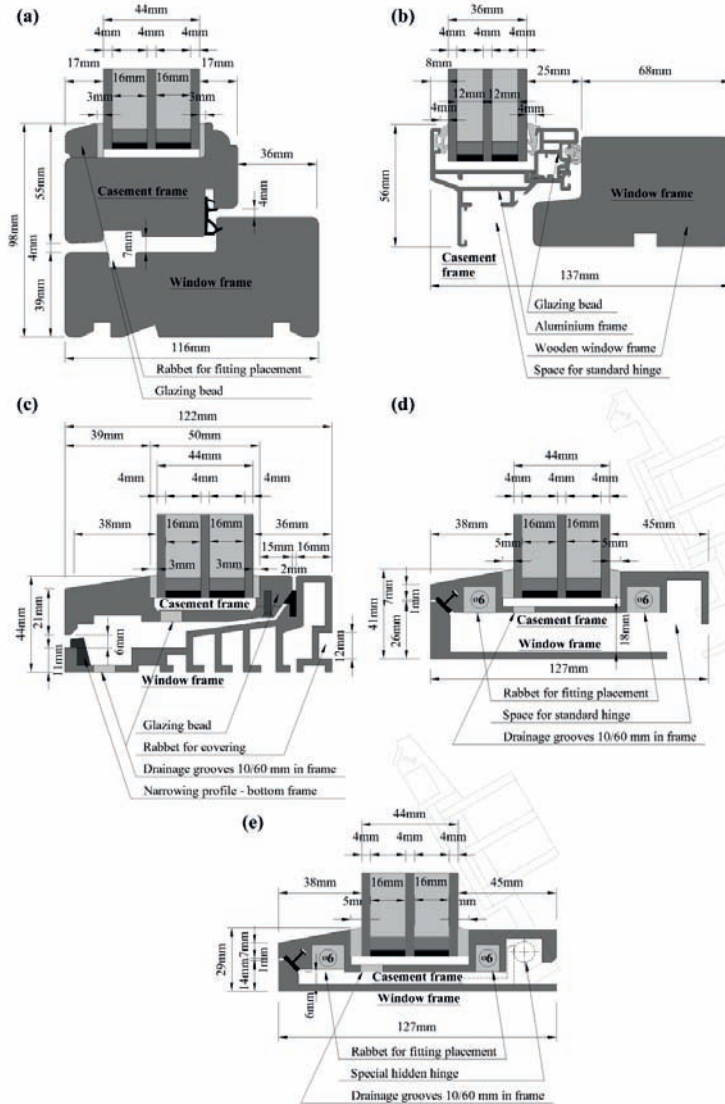 (a)
44mm
4mm 4mm 4mm
17mm 16mm 16mm 17mm
3mm 3mm
36mm
Casement frame
4mm
55mm
98mm
4mm
7mm
39mm
Window frame
116mm
Rabbet for fitting placement
Glazing bead
(b)
36mm
4mm 4mm 4mm
8mm 25mm 68mm
12mm 12mm
4mm 4mm
56mm
Window frame
Casement
frame
137mm
Glazing bead
Aluminium frame
Wooden window frame
Space for standard hinge
(c)
122mm
39mm 50mm
44mm
4mm 4mm 4mm
38mm 16mm 16mm 36mm
15mm 16mm
3mm 3mm 2mm
Casement frame
44mm
21mm
6mm
11mm
12mm
Window frame
Glazing bead
Rabbet for covering
Drainage grooves 10/60 mm in frame
Narrowing profile - bottom frame
(d)
44mm
4mm 4mm 4mm
38mm 16mm 16mm 45mm
5mm 5mm
41mm
7mm
1mm
26mm
ø6 ø6
Casement frame
18mm
Window frame
127mm
Rabbet for fitting placement
Space for standard hinge
Drainage grooves 10/60 mm in frame
(e)
44mm
4mm 4mm 4mm
38mm 16mm 16mm 45mm
5mm mm
29mm
7mm
1mm
14mm
ø6 ø6
Casement frame
6mm
Window frame
127mm
Rabbet for fitting placement
Special hidden hinge
Drainage grooves 10/60 mm in frame